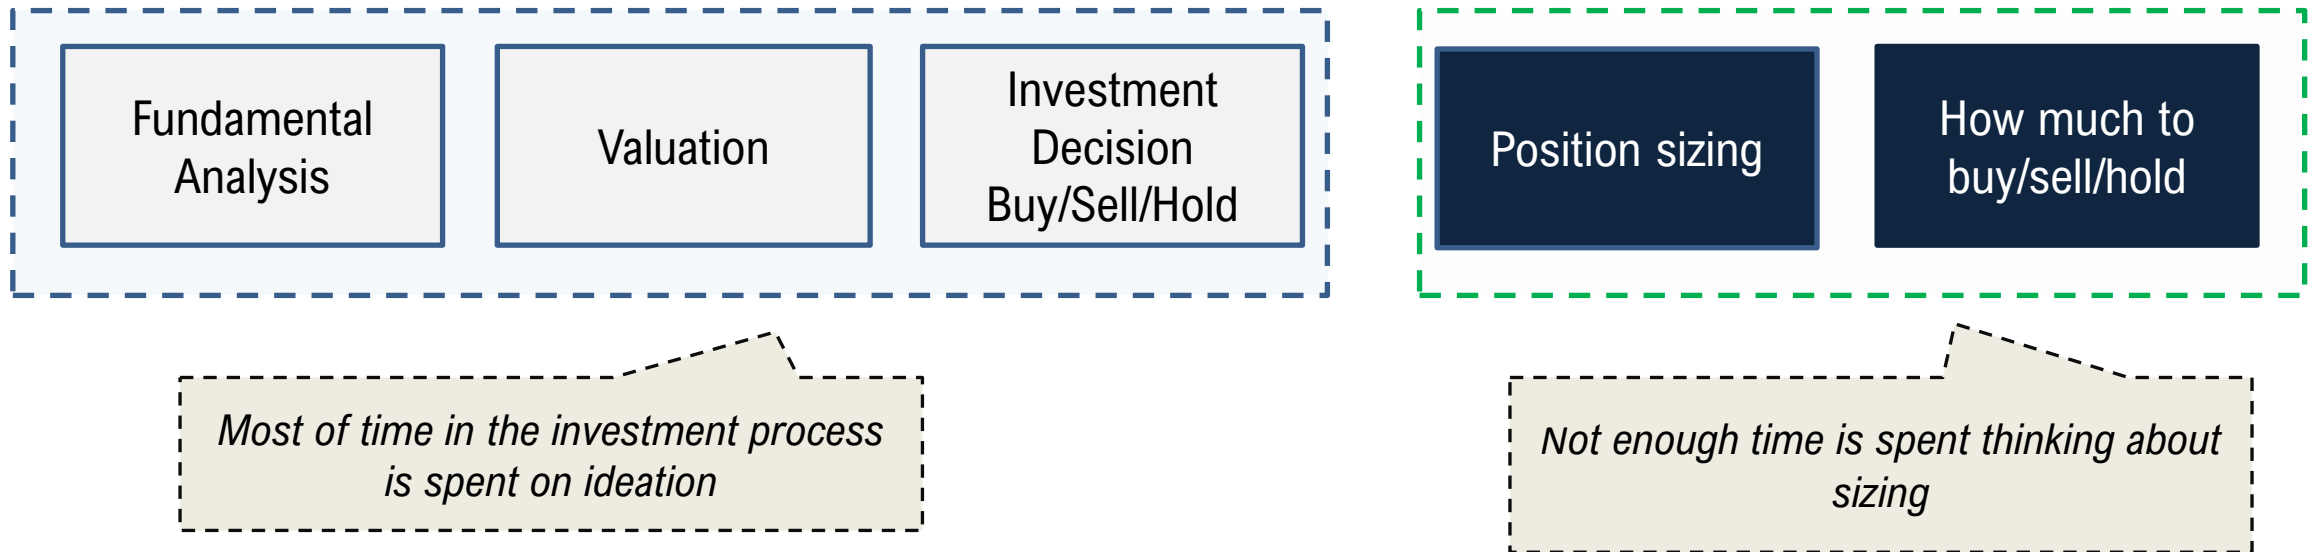 Fundamental
Analysis
Valuation
Investment
Decision
Buy/Sell/Hold
Position sizing
How much to
buy/sell/hold
Most of time in the investment process
is spent on ideation
Not enough time is spent thinking about
sizing